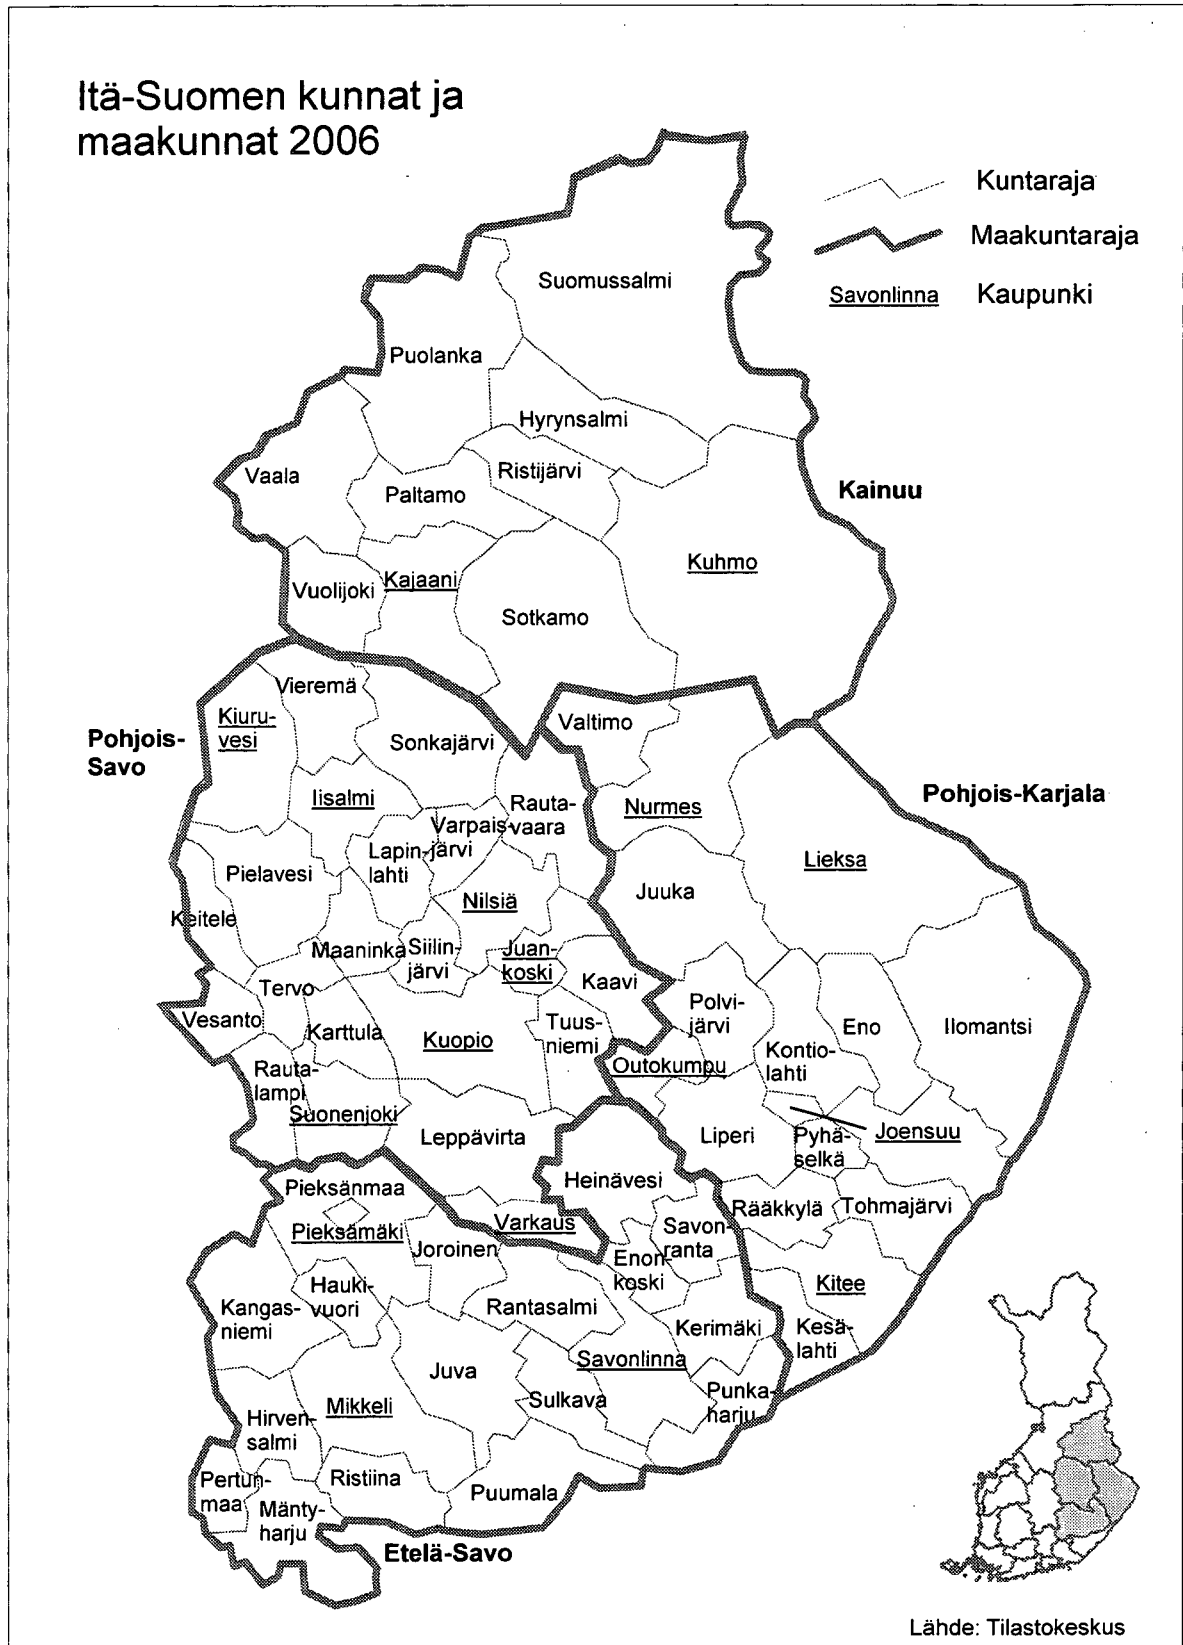 Itä-Suomen kunnat ja
maakunnat 2006
Kuntaraja
Maakuntaraja
Savonlinna Kaupunki
Suomussalmi
Puolanka
Hyrynsalmi
Vaala
Paltamo
Ristijärvi
Kainuu
Kuhmo
Vuolijoki
Kajaani
Sotkamo
Vieremä
Kiuru-
vesi
Pohjois-
Savo
Sonkajärvi
Valtimo
Iisalmi
Rauta-
vaara
Nurmes
Pohjois-Karjala
Varpais-
järvi
Lapin-
lahti
Pielavesi
Lieksa
Juuka
Nilsiä
Keitele
Maaninka
Siilin-
järvi
Juan-
koski
Kaavi
Tervo
Vesanto
Karttula
Kuopio
Tuus-
niemi
Polvi-
järvi
Eno
Ilomantsi
Kontio-
lahti
Outokumpu
Rauta-
lampi
Suonenjoki
Leppävirta
Liperi
Pyhä-
selkä
Joensuu
Heinävesi
Pieksänmaa
Pieksämäki
Varkaus
Joroinen
Savon-
ranta
Rääkkylä
Tohmajärvi
Enon-
koski
Kitee
Hauki-
vuori
Kangas-
niemi
Rantasalmi
Kerimäki
Kesä-
lahti
Savonlinna
Juva
Sulkava
Punka-
harju
Mikkeli
Hirven-
salmi
Pertun-
maa
Mänty-
harju
Ristiina
Puumala
Etelä-Savo
Lähde: Tilastokeskus